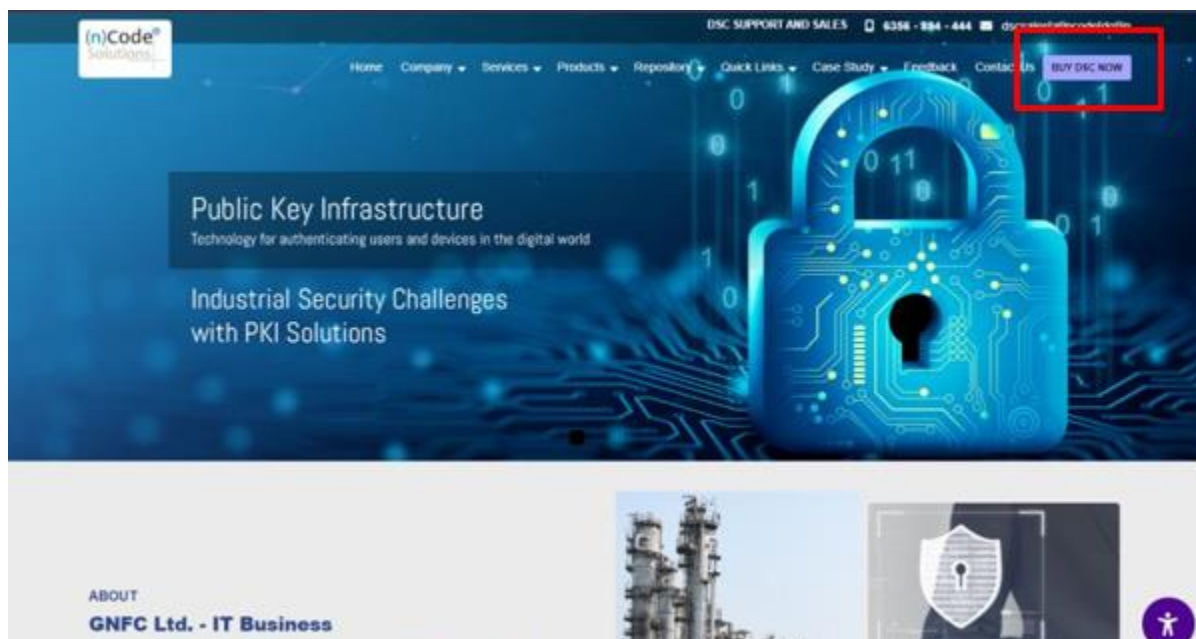 (n)Code®
Solutions
DSC SUPPORT AND SALES 6356 - 894 - 444
Home Company Services Products Repository Quick Links Case Study Feedback Contact Us BUY DSC NOW
Public Key Infrastructure
Technology for authenticating users and devices in the digital world
Industrial Security Challenges
with PKI Solutions
ABOUT
GNFC Ltd. - IT Business